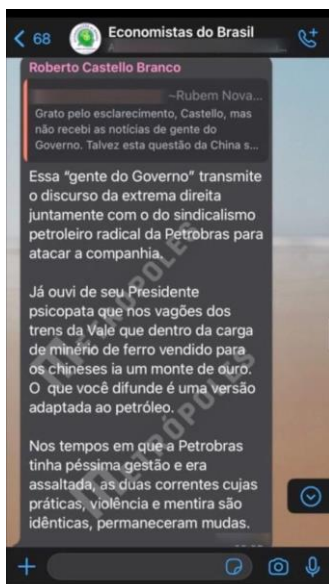 68
Economistas do Brasil
Roberto Castello Branco
~Rubem Nova...
Grato pelo esclarecimento, Castello, mas
não recebi as notícias de gente do
Governo. Talvez esta questão da China s...
Essa “gente do Governo” transmite
o discurso da extrema direita
juntamente com o do sindicalismo
petroleiro radical da Petrobras para
atacar a companhia.
Já ouvi de seu Presidente
psicopata que nos vagões dos
trens da Vale que dentro da carga
de minério de ferro vendido para
os chineses ia um monte de ouro.
O que você difunde é uma versão
adaptada ao petróleo.
Nos tempos em que a Petrobras
tinha péssima gestão e era
assaltada, as duas correntes cujas
práticas, violência e mentira são
idênticas, permaneceram mudas.
METRÓPOLES
METRÓPOLES